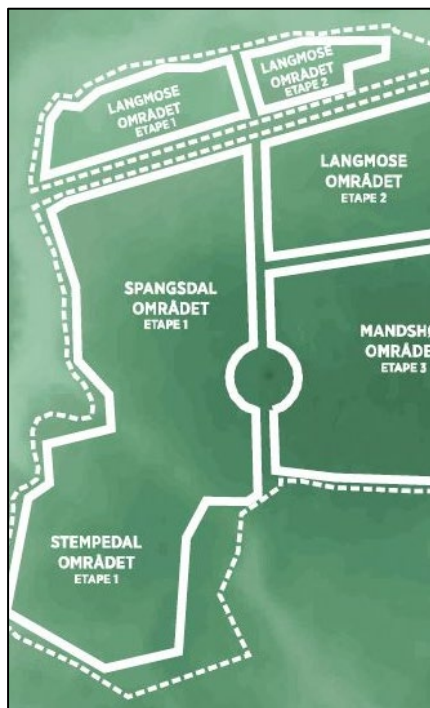 LANGMOSE
OMRÅDET
ETAPE 1
LANGMOSE
OMRÅDET
ETAPE 2
LANGMOSE
OMRÅDET
ETAPE 2
SPANGSDAL
OMRÅDET
ETAPE 1
OMRÅDE
ETAPE 3
STEMPEDAL
OMRÅDET
ETAPE 1